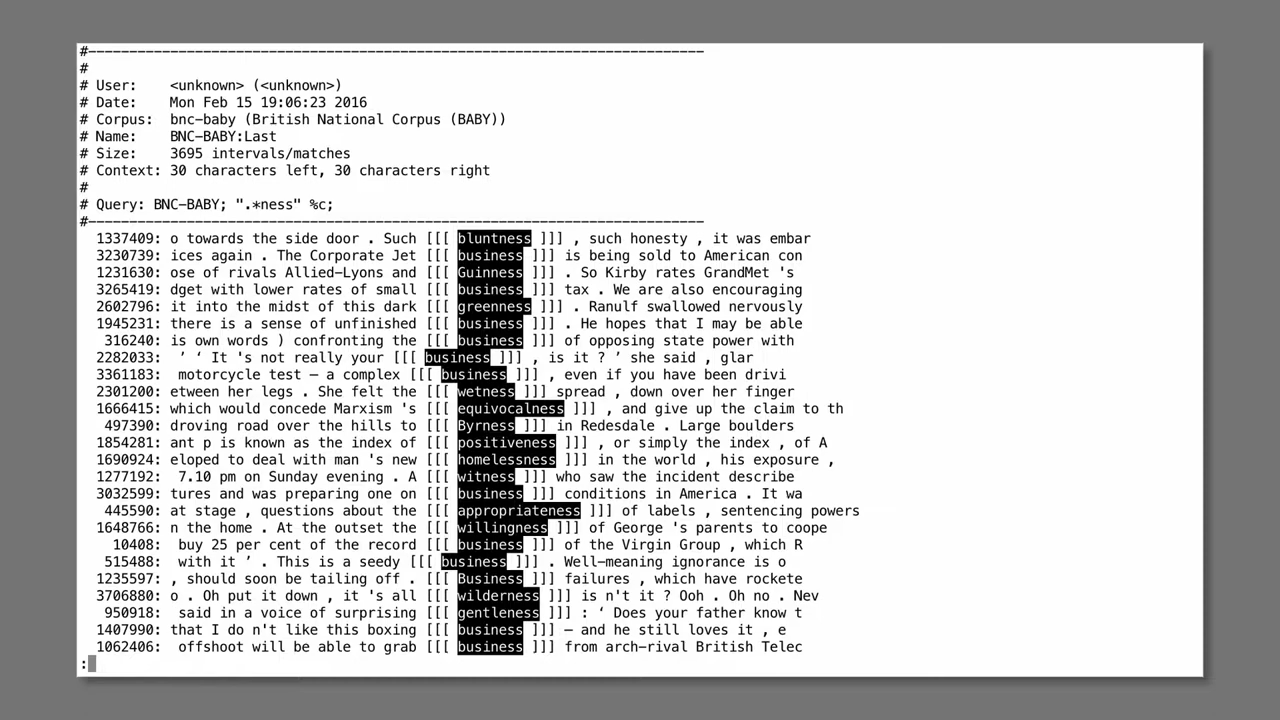 #---------------------------------------------------------------------------
#
# User:    <unknown> (<unknown>)
# Date:    Mon Feb 15 19:06:23 2016
# Corpus:  bnc-baby (British National Corpus (BABY))
# Name:    BNC-BABY:Last
# Size:    3695 intervals/matches
# Context: 30 characters left, 30 characters right
#
# Query: BNC-BABY; ".*ness" %c;
#---------------------------------------------------------------------------
1337409: o towards the side door . Such [[[ bluntness ]]] , such honesty , it was embar
3230739: ices again . The Corporate Jet [[[ business ]]] is being sold to American con
1231630: ose of rivals Allied-Lyons and [[[ Guinness ]]] . So Kirby rates GrandMet 's
3265419: dget with lower rates of small [[[ business ]]] tax . We are also encouraging
2602796: it into the midst of this dark [[[ greenness ]]] . Ranulf swallowed nervously
1945231: there is a sense of unfinished [[[ business ]]] . He hopes that I may be able
316240: is own words ) confronting the [[[ business ]]] of opposing state power with
2282033: ’ ‘ It 's not really your [[[ business ]]] , is it ? ’ she said , glar
3361183: motorcycle test — a complex [[[ business ]]] , even if you have been drivi
2301200: etween her legs . She felt the [[[ wetness ]]] spread , down over her finger
1666415: which would concede Marxism 's [[[ equivocalness ]]] , and give up the claim to th
497390: droving road over the hills to [[[ Byrness ]]] in Redesdale . Large boulders
1854281: ant p is known as the index of [[[ positiveness ]]] , or simply the index , of A
1690924: eloped to deal with man 's new [[[ homelessness ]]] in the world , his exposure ,
1277192: 7.10 pm on Sunday evening . A [[[ witness ]]] who saw the incident describe
3032599: tures and was preparing one on [[[ business ]]] conditions in America . It wa
445590: at stage , questions about the [[[ appropriateness ]]] of labels , sentencing powers
1648766: n the home . At the outset the [[[ willingness ]]] of George 's parents to coope
10408: buy 25 per cent of the record [[[ business ]]] of the Virgin Group , which R
515488: with it ’ . This is a seedy [[[ business ]]] . Well-meaning ignorance is o
1235597: , should soon be tailing off . [[[ Business ]]] failures , which have rockete
3706880: o . Oh put it down , it 's all [[[ wilderness ]]] is n't it ? Ooh . Oh no . Nev
950918: said in a voice of surprising [[[ gentleness ]]] : ‘ Does your father know t
1407990: that I do n't like this boxing [[[ business ]]] — and he still loves it , e
1062406: offshoot will be able to grab [[[ business ]]] from arch-rival British Telec
: